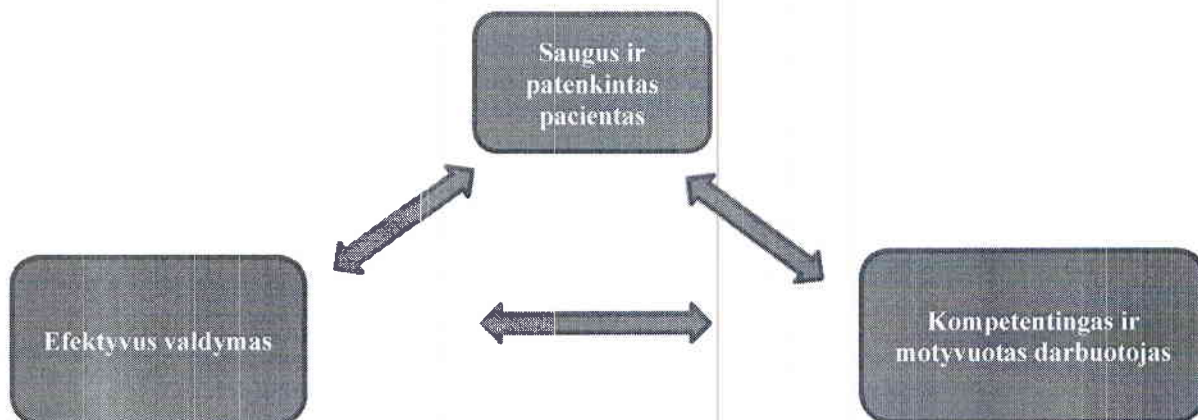 Saugus ir
patenkintas
pacientas
Efektyvus valdymas
Kompetentingas ir
motyvuotas darbuotojas